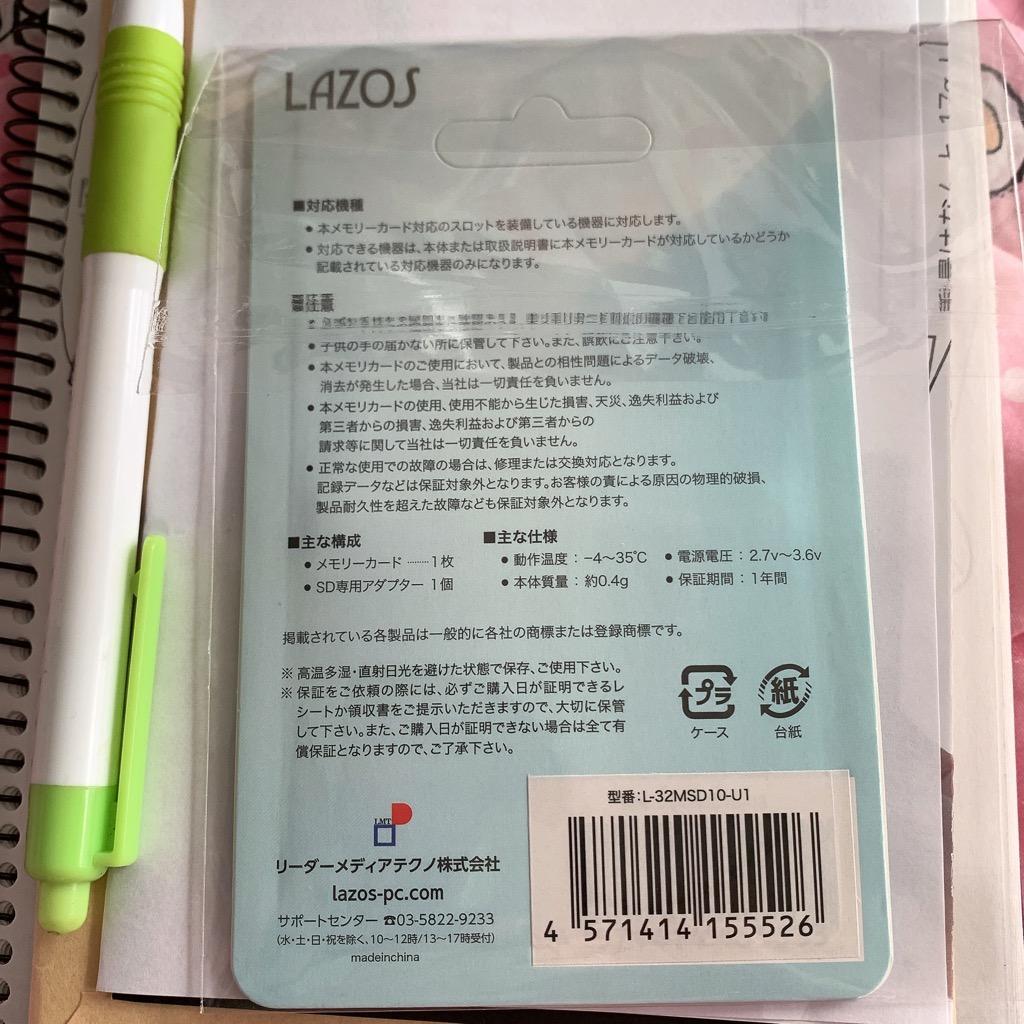 LAZOS
■対応機種
● 本メモリーカード対応のスロットを装備している機器に対応します。
● 対応できる機器は、本体または取扱説明書に本メモリーカードが対応しているかどうか
記載されている対応機器のみになります。
■注意
● 子供の手の届かない所に保管して下さい。また、誤飲にご注意下さい。
● 本メモリカードのご使用において、製品との相性問題によるデータ破壊、
消去が発生した場合、当社は一切責任を負いません。
● 本メモリカードの使用、使用不能から生じた損害、天災、逸失利益および
第三者からの損害、逸失利益および第三者からの
請求等に関して当社は一切責任を負いません。
● 正常な使用での故障の場合は、修理または交換対応となります。
記録データなどは保証対象外となります。お客様の責による原因の物理的破損、
製品耐久性を超えた故障なども保証対象外となります。
■主な構成
● メモリーカード ……… 1枚
● SD専用アダプター 1個
■主な仕様
● 動作温度：−4〜35℃ ● 電源電圧：2.7v〜3.6v
● 本体質量：約0.4g ● 保証期間：1年間
掲載されている各製品は一般的に各社の商標または登録商標です。
※ 高温多湿・直射日光を避けた状態で保存、ご使用下さい。
※ 保証をご依頼の際には、必ずご購入日が証明できるレ
シートか領収書をご提示いただきますので、大切に保管
して下さい。また、ご購入日が証明できない場合は全て有
償保証となりますので、ご了承下さい。
プラ
ケース
紙
台紙
LMT
リーダーメディアテクノ株式会社
lazos-pc.com
サポートセンター ☎03-5822-9233
（水・土・日・祝を除く、10〜12時/13〜17時受付）
madeinchina
型番：L-32MSD10-U1
4 571414 155526